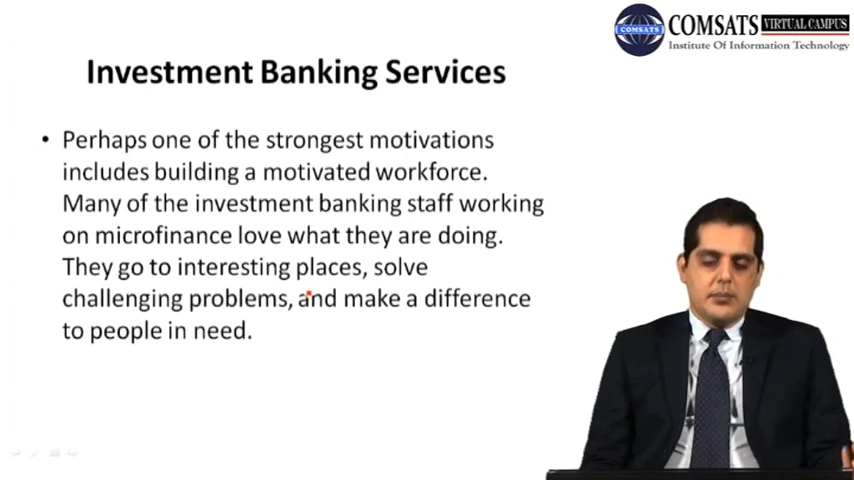 COMSATS VIRTUAL CAMPUS
COMSATS
Institute Of Information Technology
Investment Banking Services
• Perhaps one of the strongest motivations
includes building a motivated workforce.
Many of the investment banking staff working
on microfinance love what they are doing.
They go to interesting places, solve
challenging problems, and make a difference
to people in need.